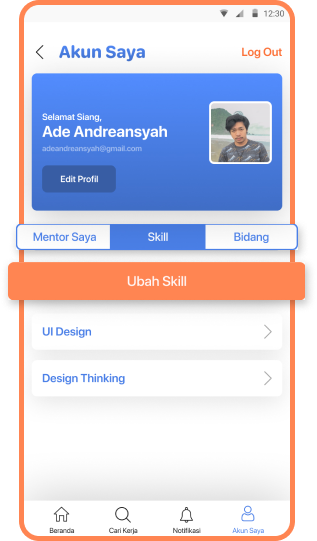 12:30
Akun Saya
Log Out
Selamat Siang,
Ade Andreansyah
adeandreansyah@gmail.com
Edit Profil
Mentor Saya
Skill
Bidang
Ubah Skill
UI Design
Design Thinking
Beranda
Cari Kerja
Notifikasi
Akun Saya